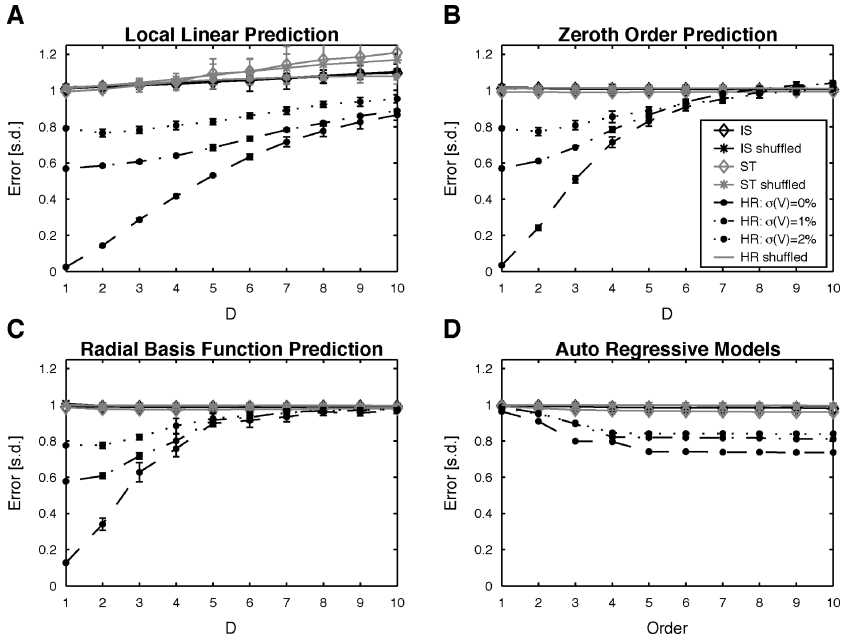 A
Local Linear Prediction
1.2
1
0.8
0.6
0.4
0.2
0
Error [s.d.]
1 2 3 4 5 6 7 8 9 10
D
B
Zeroth Order Prediction
1.2
1
0.8
0.6
0.4
0.2
0
Error [s.d.]
IS
IS shuffled
ST
ST shuffled
HR: σ(V)=0%
HR: σ(V)=1%
HR: σ(V)=2%
HR shuffled
1 2 3 4 5 6 7 8 9 10
D
C
Radial Basis Function Prediction
1.2
1
0.8
0.6
0.4
0.2
0
Error [s.d.]
1 2 3 4 5 6 7 8 9 10
D
D
Auto Regressive Models
1.2
1
0.8
0.6
0.4
0.2
0
Error [s.d.]
1 2 3 4 5 6 7 8 9 10
Order